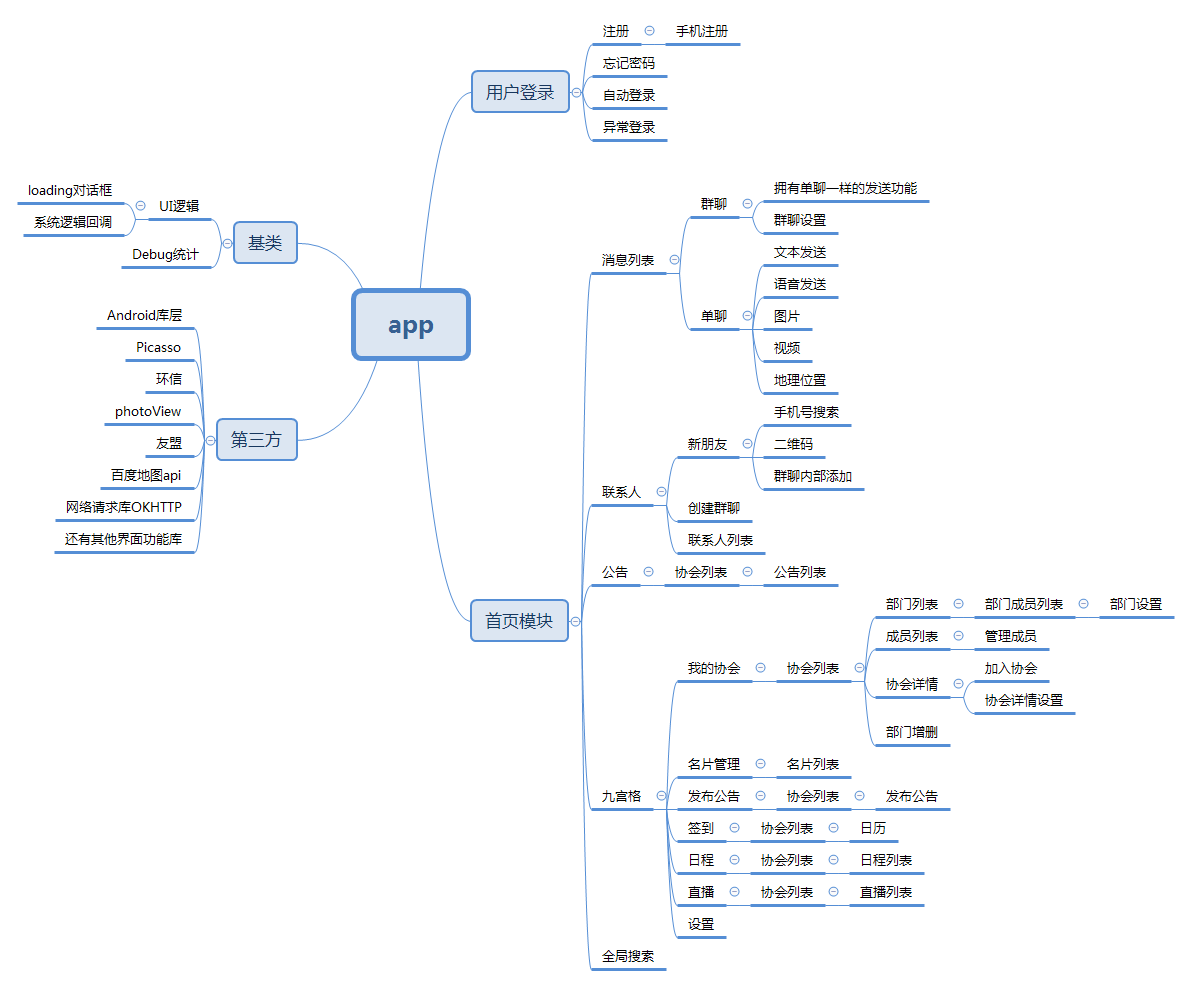 app
用户登录
注册
手机注册
忘记密码
自动登录
异常登录
基类
UI逻辑
loading对话框
系统逻辑回调
Debug统计
第三方
Android库层
Picasso
环信
photoView
友盟
百度地图api
网络请求库OKHTTP
还有其他界面功能库
首页模块
消息列表
群聊
拥有单聊一样的发送功能
群聊设置
单聊
文本发送
语音发送
图片
视频
地理位置
联系人
新朋友
手机号搜索
二维码
群聊内部添加
创建群聊
联系人列表
公告
协会列表
公告列表
九宫格
我的协会
协会列表
部门列表
部门成员列表
部门设置
成员列表
管理成员
协会详情
加入协会
协会详情设置
部门增删
名片管理
名片列表
发布公告
协会列表
发布公告
签到
协会列表
日历
日程
协会列表
日程列表
直播
协会列表
直播列表
设置
全局搜索